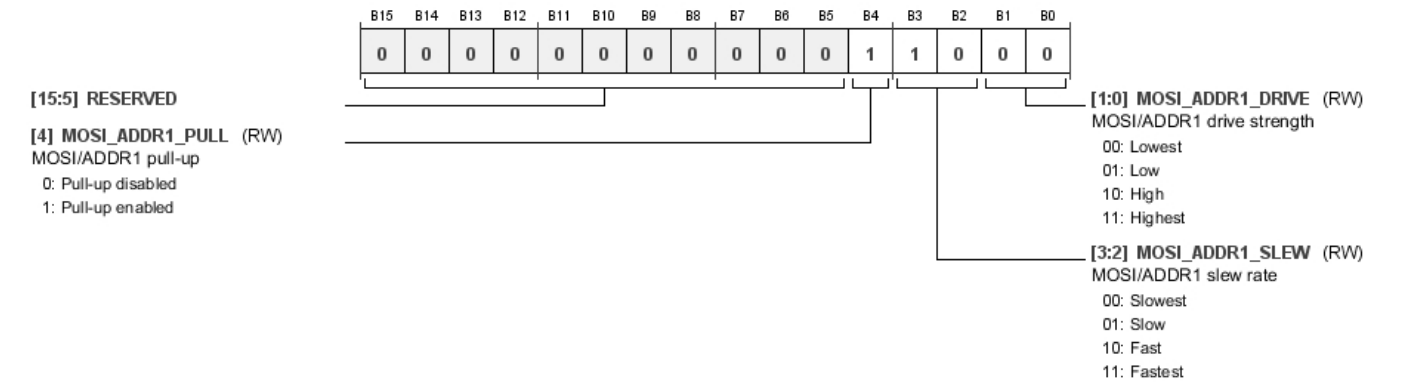 B15 B14 B13 B12 B11 B10 B9 B8 B7 B6 B5 B4 B3 B2 B1 B0
0 0 0 0 0 0 0 0 0 0 0 1 1 0 0 0
[15:5] RESERVED
[4] MOSI_ADDR1_PULL (RW)
MOSI/ADDR1 pull-up
0: Pull-up disabled
1: Pull-up enabled
[1:0] MOSI_ADDR1_DRIVE (RW)
MOSI/ADDR1 drive strength
00: Lowest
01: Low
10: High
11: Highest
[3:2] MOSI_ADDR1_SLEW (RW)
MOSI/ADDR1 slew rate
00: Slowest
01: Slow
10: Fast
11: Fastest